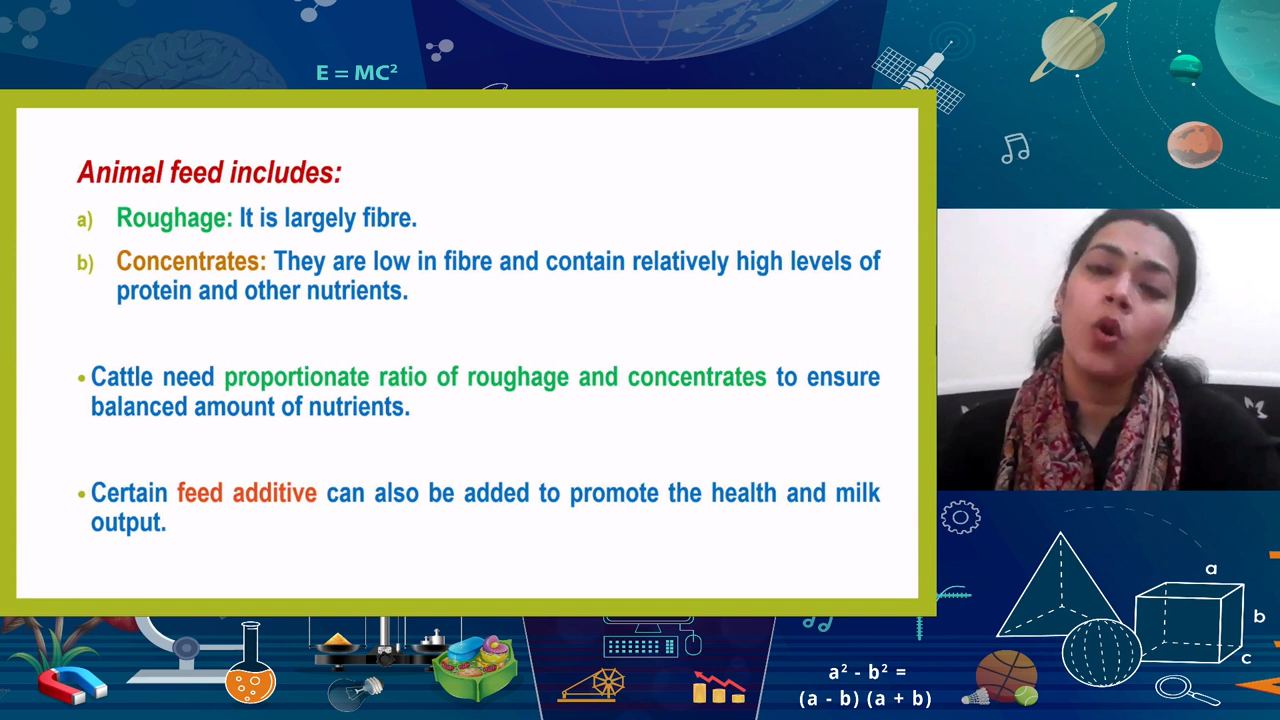 E = MC²
Animal feed includes:
a) Roughage: It is largely fibre.
b) Concentrates: They are low in fibre and contain relatively high levels of
protein and other nutrients.
• Cattle need proportionate ratio of roughage and concentrates to ensure
balanced amount of nutrients.
• Certain feed additive can also be added to promote the health and milk
output.
a
b
c
a² - b² =
(a - b) (a + b)